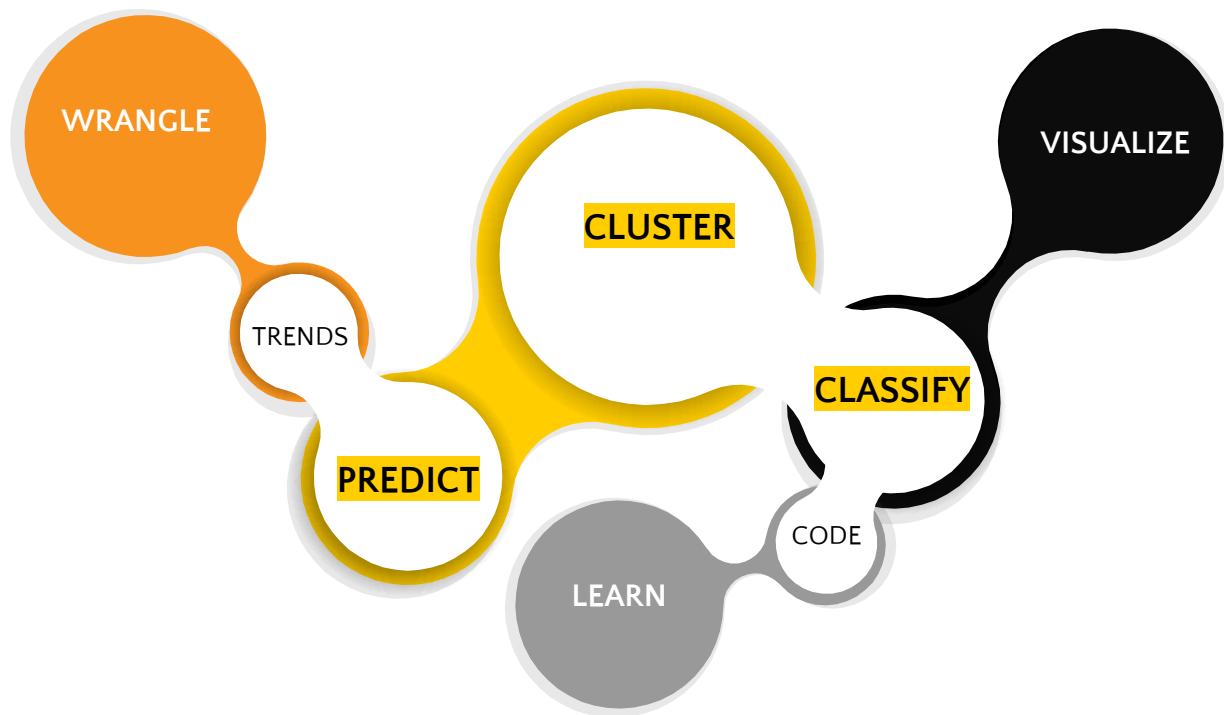 WRANGLE
VISUALIZE
CLUSTER
TRENDS
CLASSIFY
PREDICT
CODE
LEARN